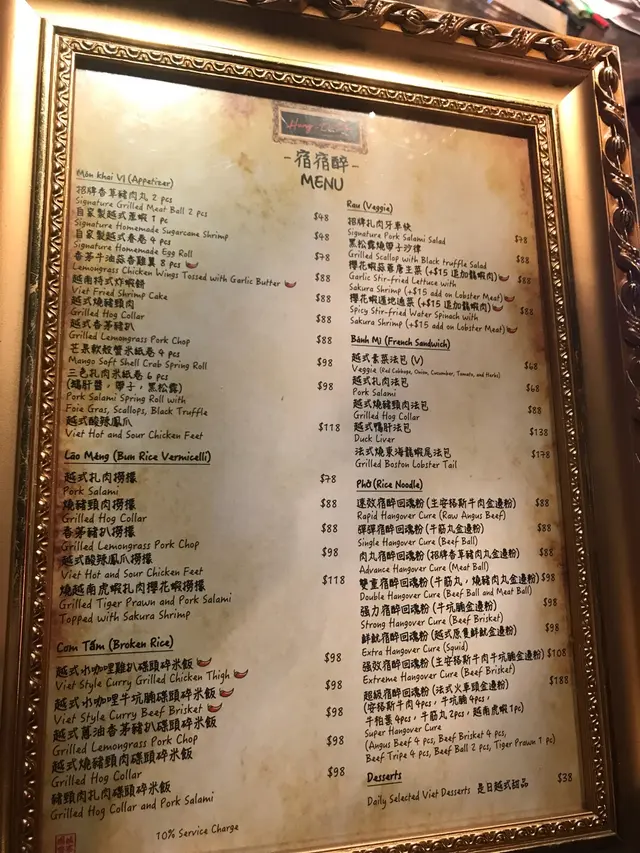 -宿宿醉-
MENU
Món Khai Vị (Appetizer)
招牌香草豬肉丸 2 pcs
Signature Grilled Meat Ball 2 pcs $48
自家製越式蔗蝦 1 pc
Signature Homemade Sugarcane Shrimp $48
自家製越式春卷 4 pcs
Signature Homemade Egg Roll $78
香茅牛油蒜香雞翼 8 pcs
Lemongrass Chicken Wings Tossed with Garlic Butter $88
越南特式炸蝦餅
Viet Fried Shrimp Cake $88
越式燒豬頸肉
Grilled Hog Collar $88
越式香茅豬扒
Grilled Lemongrass Pork Chop $88
芒果軟殼蟹米紙卷 4 pcs
Mango Soft Shell Crab Spring Roll $98
三色扎肉米紙卷 6 pcs
(鵝肝醬，帶子，黑松露) $98
Pork Salami Spring Roll with
Foie Gras, Scallops, Black Truffle
越式酸辣鳳爪 $118
Viet Hot and Sour Chicken Feet
Lão Méng (Bun Rice Vermicelli)
越式扎肉撈檬 $78
Pork Salami
燒豬頸肉撈檬 $88
Grilled Hog Collar
香茅豬扒撈檬 $88
Grilled Lemongrass Pork Chop
越式酸辣鳳爪撈檬 $98
Viet Hot and Sour Chicken Feet
燒越南虎蝦扎肉櫻花蝦撈檬 $118
Grilled Tiger Prawn and Pork Salami
Topped with Sakura Shrimp
Cơm Tấm (Broken Rice)
越式水咖哩雞扒碟頭碎米飯 $98
Viet Style Curry Grilled Chicken Thigh
越式水咖哩牛坑腩碟頭碎米飯 $98
Viet Style Curry Beef Brisket
越式蔥油香茅豬扒碟頭碎米飯 $98
Grilled Lemongrass Pork Chop
越式燒豬頸肉碟頭碎米飯 $98
Grilled Hog Collar
豬頸肉扎肉碟頭碎米飯 $98
Grilled Hog Collar and Pork Salami
10% Service Charge
Rau (Veggie)
招牌扎肉牙車快
Signature Pork Salami Salad $78
黑松露燒帶子沙律
Grilled Scallop with Black truffle Salad $88
櫻花蝦蒜蓉唐生菜 (+$15 追加龍蝦肉)
Garlic Stir-fried Lettuce with $88
Sakura Shrimp (+$15 add on Lobster Meat)
櫻花蝦通地通菜 (+$15 追加龍蝦肉) $88
Spicy Stir-fried Water Spinach with
Sakura Shrimp (+$15 add on Lobster Meat)
Bánh Mì (French Sandwich)
越式素菜法包 (V) $68
Veggie (Red Cabbage, Onion, Cucumber, Tomato, and Herbs)
越式扎肉法包 $68
Pork Salami
越式燒豬頸肉法包 $88
Grilled Hog Collar
越式鴨肝法包 $138
Duck Liver
法式燒東海龍蝦尾法包 $178
Grilled Boston Lobster Tail
Phở (Rice Noodle)
速效宿醉回魂粉 (生安格斯牛肉金邊粉) $88
Rapid Hangover Cure (Raw Angus Beef)
彈彈宿醉回魂粉 (牛筋丸金邊粉) $88
Single Hangover Cure (Beef Ball)
肉丸宿醉回魂粉 (招牌香草豬肉丸金邊粉) $88
Advance Hangover Cure (Meat Ball)
雙重宿醉回魂粉 (牛筋丸，燒豬肉丸金邊粉) $98
Double Hangover Cure (Beef Ball and Meat Ball)
強力宿醉回魂粉 (牛坑腩金邊粉) $98
Strong Hangover Cure (Beef Brisket)
鮮魷宿醉回魂粉 (越式原隻鮮魷金邊粉) $98
Extra Hangover Cure (Squid)
強效宿醉回魂粉 (生安格斯牛肉牛坑腩金邊粉) $108
Extreme Hangover Cure (Beef Brisket)
超級宿醉回魂粉 (法式火車頭金邊粉) $188
(安格斯牛肉 4pcs，牛坑腩 4pcs，
牛柏葉 4pcs，牛筋丸 2pcs，越南虎蝦 1pc)
Super Hangover Cure
(Angus Beef 4 pcs, Beef Brisket 4 pcs,
Beef Tripe 4 pcs, Beef Ball 2 pcs, Tiger Prawn 1 pc)
Desserts
Daily Selected Viet Desserts 是日越式甜品 $38